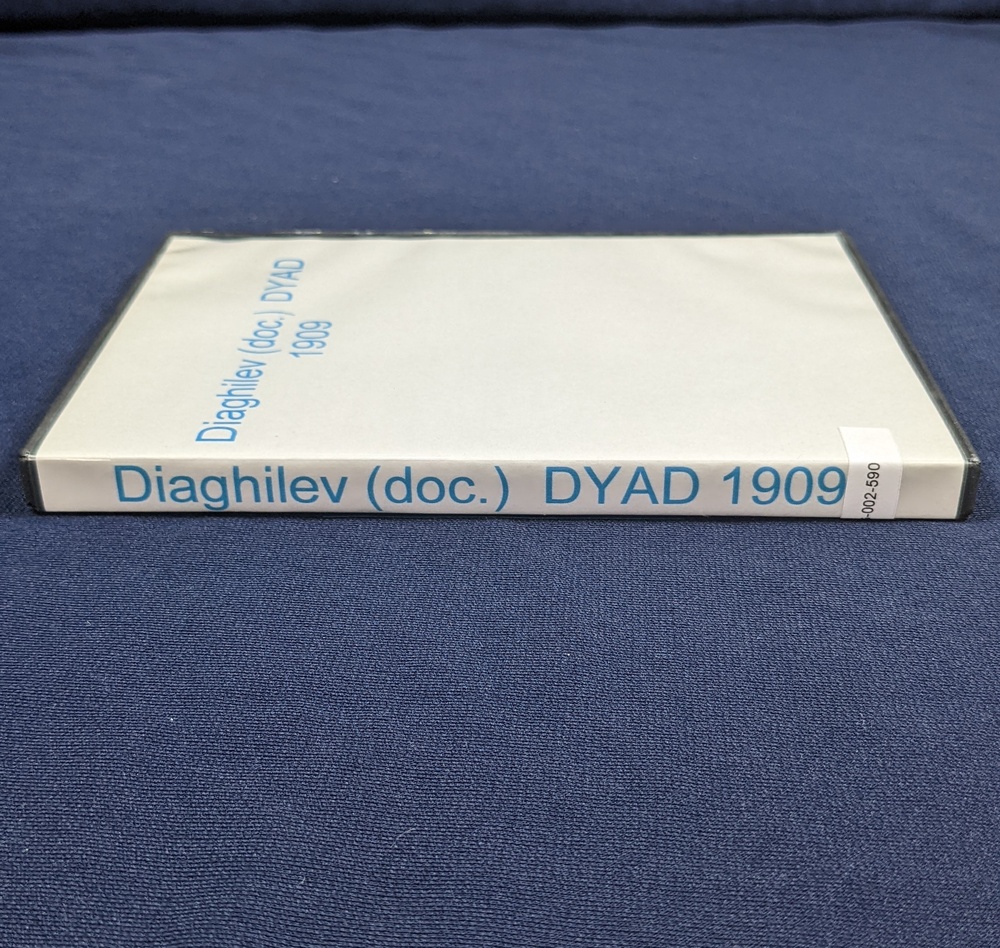 Diaghilev (doc.) DYAD
1909
Diaghilev (doc.) DYAD 1909
-002-590